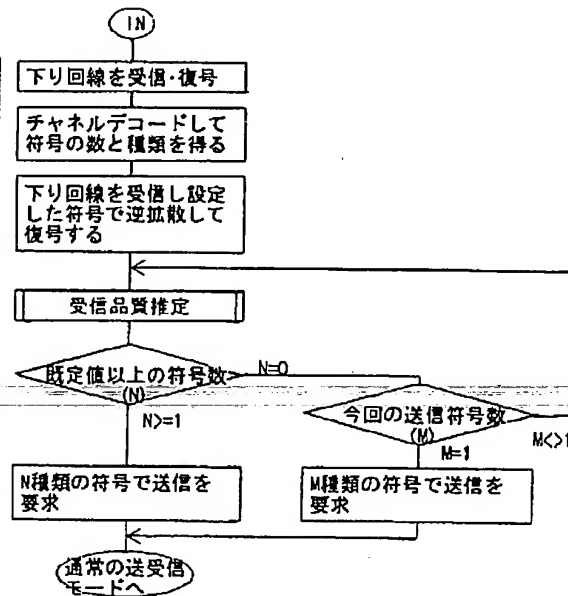 IN
下り回線を受信・復号
チャネルデコードして
符号の数と種類を得る
下り回線を受信し設定
した符号で逆拡散して
復号する
受信品質推定
既定値以上の符号数
(N)
N=0
N>=1
今回の送信符号数
(M)
M=1
M<>1
N種類の符号で送信を
要求
M種類の符号で送信を
要求
通常の送受信
モードへ